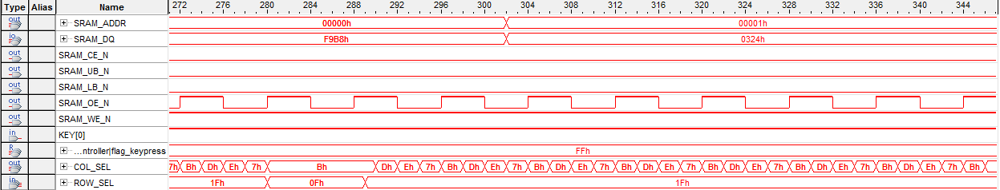 Type Alias Name 272 276 280 284 288 292 296 300 304 308 312 316 320 324 328 332 336 340 344
out SRAM_ADDR 00000h 00001h
io SRAM_DQ F9B8h 0324h
out SRAM_CE_N
out SRAM_UB_N
out SRAM_LB_N
out SRAM_OE_N
out SRAM_WE_N
in KEY[0]
R ...ntroller|flag_keypress FFh
out COL_SEL 7h Bh Dh Eh 7h Bh Dh Eh 7h Bh Dh Eh 7h Bh Dh Eh 7h Bh Dh Eh 7h Bh Dh Eh 7h Bh Dh Eh 7h Bh Dh Eh 7h Bh
in ROW_SEL 1Fh 0Fh 1Fh